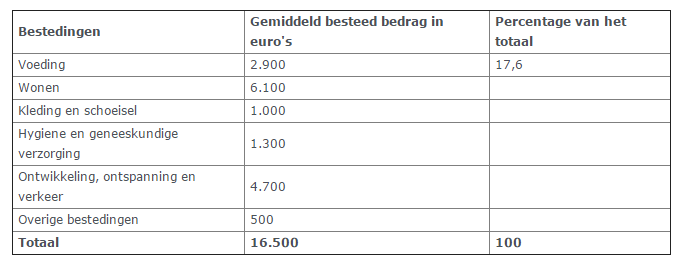 Bestedingen Gemiddeld besteed bedrag in euro's Percentage van het totaal
Voeding 2.900 17,6
Wonen 6.100
Kleding en schoeisel 1.000
Hygiene en geneeskundige verzorging 1.300
Ontwikkeling, ontspanning en verkeer 4.700
Overige bestedingen 500
Totaal 16.500 100